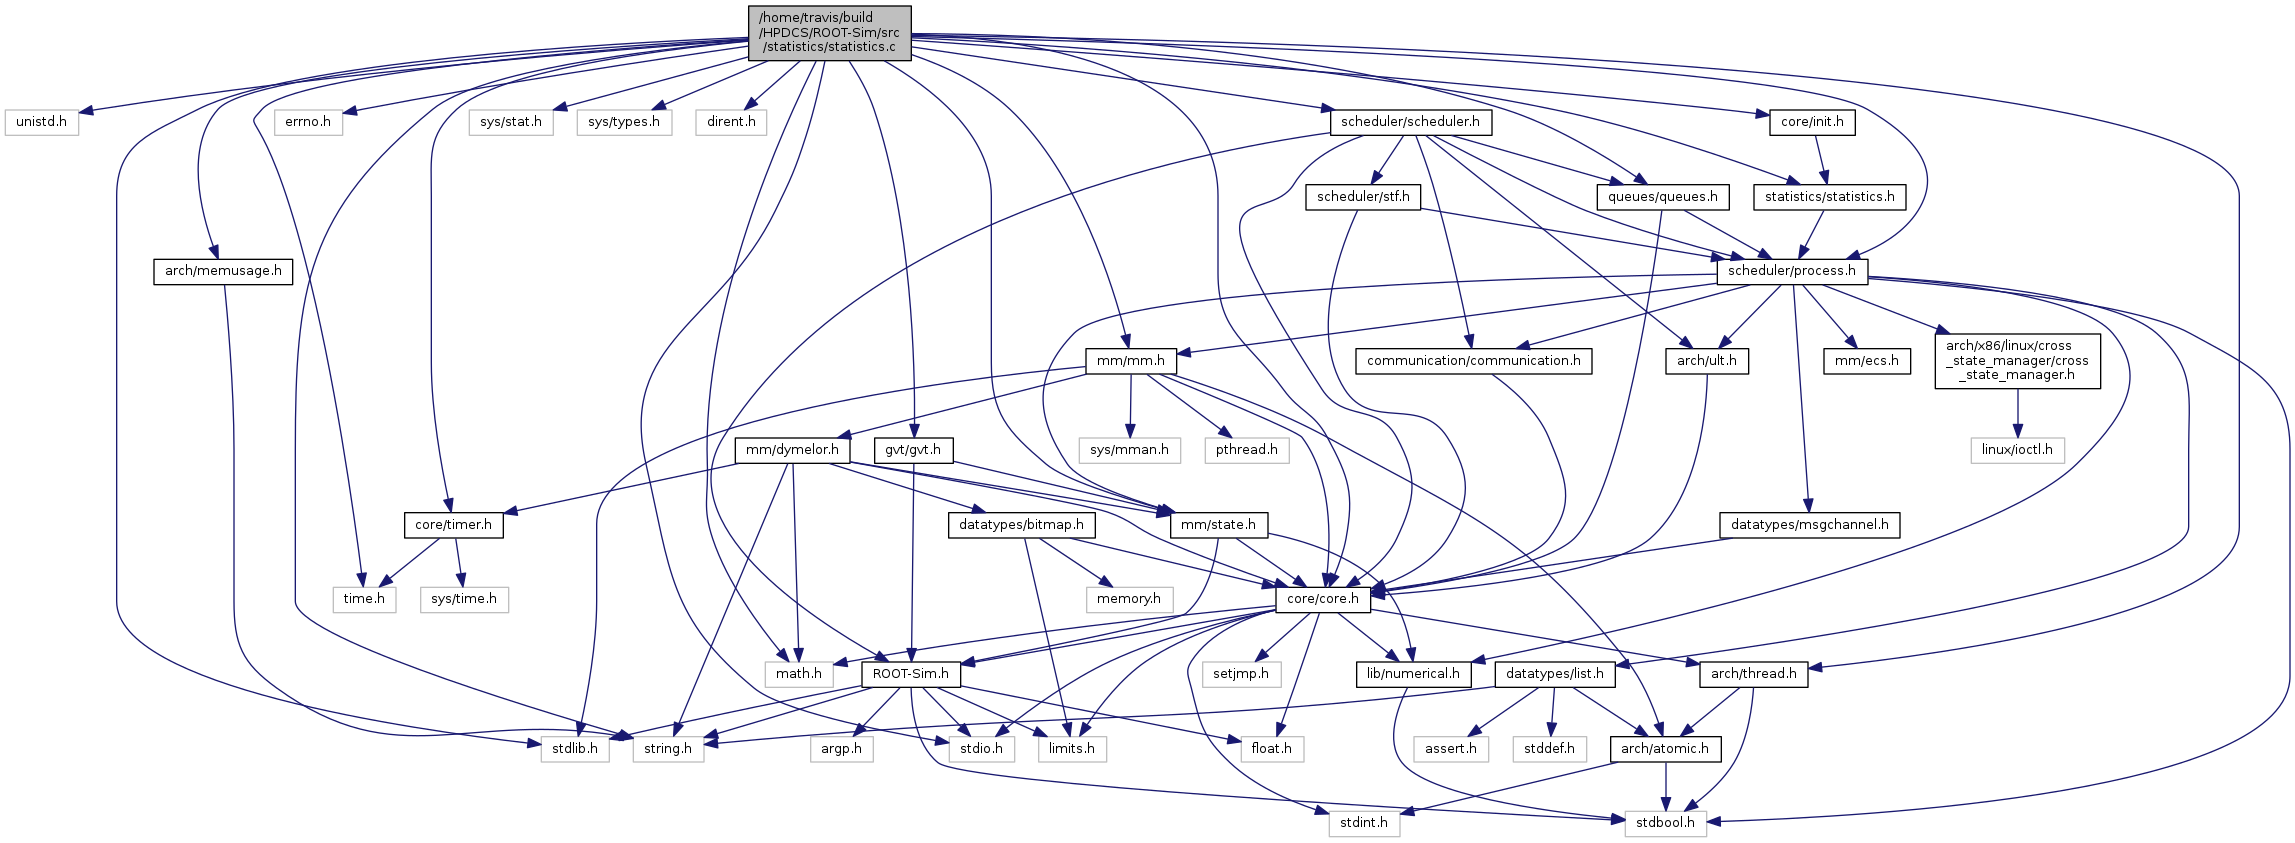 /home/travis/build
/HPDCS/ROOT-Sim/src
/statistics/statistics.c
unistd.h
errno.h
sys/stat.h
sys/types.h
dirent.h
scheduler/scheduler.h
core/init.h
scheduler/stf.h
queues/queues.h
statistics/statistics.h
arch/memusage.h
scheduler/process.h
mm/mm.h
communication/communication.h
arch/ult.h
mm/ecs.h
arch/x86/linux/cross
_state_manager/cross
_state_manager.h
mm/dymelor.h
gvt/gvt.h
sys/mman.h
pthread.h
linux/ioctl.h
core/timer.h
datatypes/bitmap.h
mm/state.h
datatypes/msgchannel.h
time.h
sys/time.h
memory.h
core/core.h
math.h
ROOT-Sim.h
setjmp.h
lib/numerical.h
datatypes/list.h
arch/thread.h
stdlib.h
string.h
argp.h
stdio.h
limits.h
float.h
assert.h
stddef.h
arch/atomic.h
stdint.h
stdbool.h